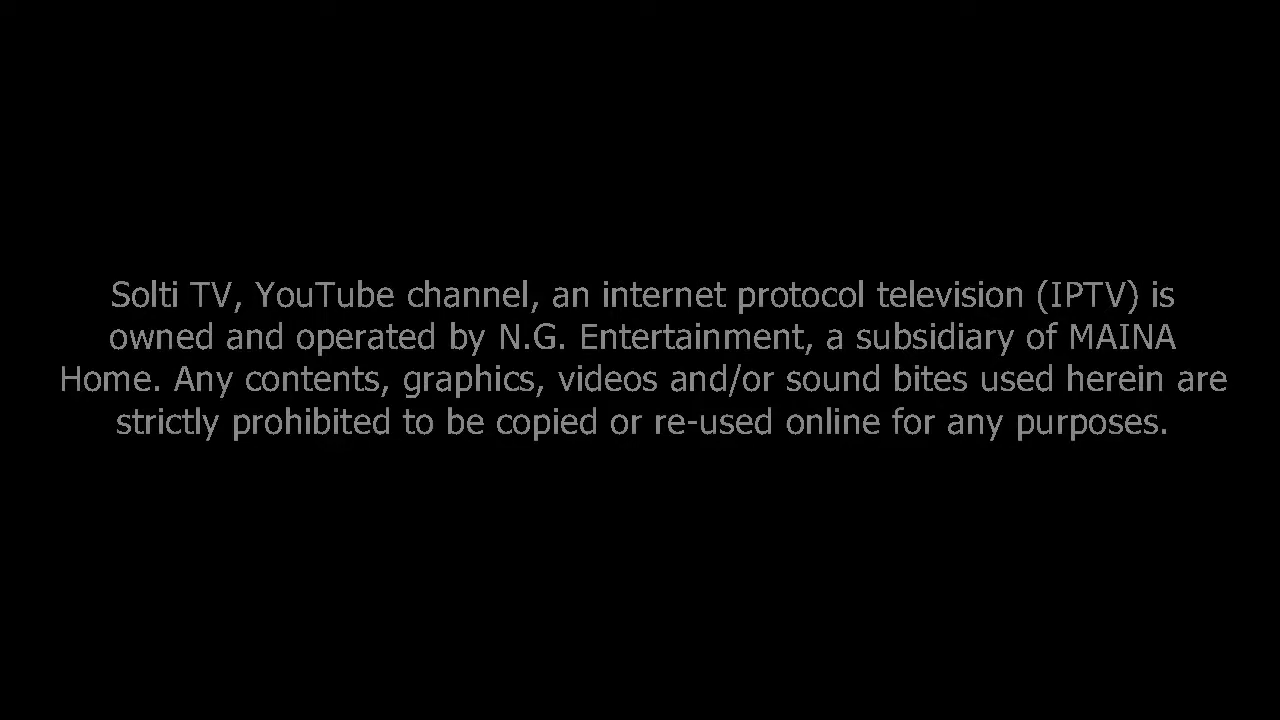 Solti TV, YouTube channel, an internet protocol television (IPTV) is
owned and operated by N.G. Entertainment, a subsidiary of MAINA
Home. Any contents, graphics, videos and/or sound bites used herein are
strictly prohibited to be copied or re-used online for any purposes.